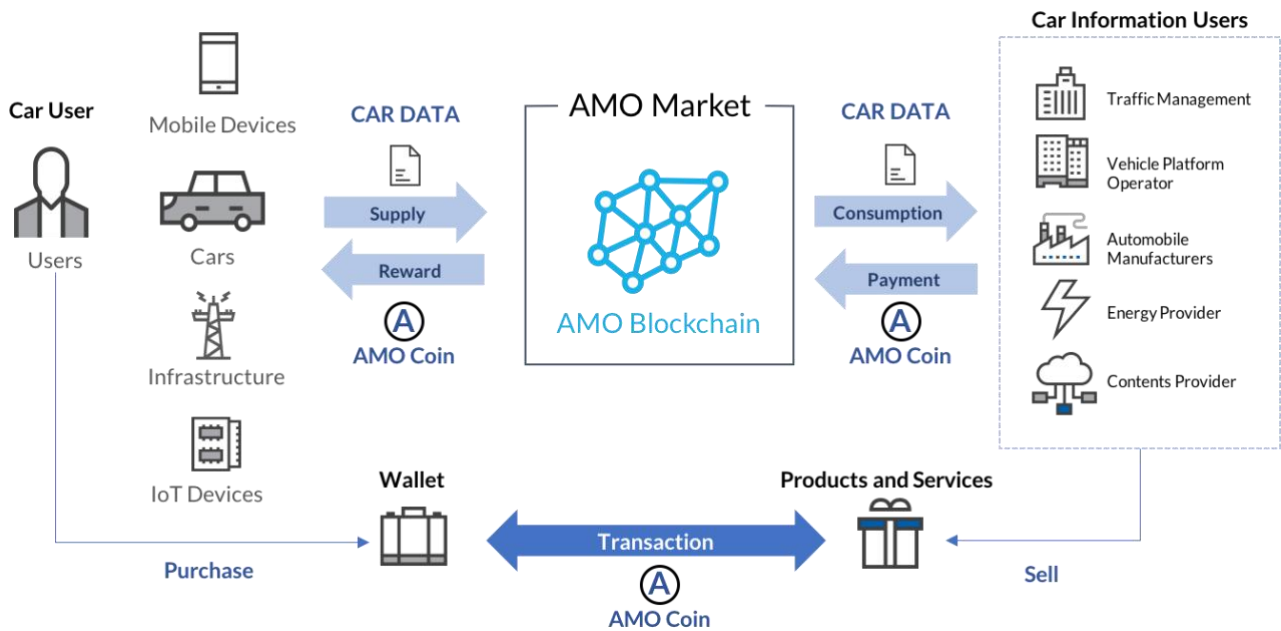 Car Information Users
Car User
Users
Mobile Devices
Cars
Infrastructure
IoT Devices
CAR DATA
Supply
Reward
A
AMO Coin
AMO Market
AMO Blockchain
CAR DATA
Consumption
Payment
A
AMO Coin
Traffic Management
Vehicle Platform
Operator
Automobile
Manufacturers
Energy Provider
Contents Provider
Wallet
Products and Services
Transaction
Purchase
Sell
A
AMO Coin